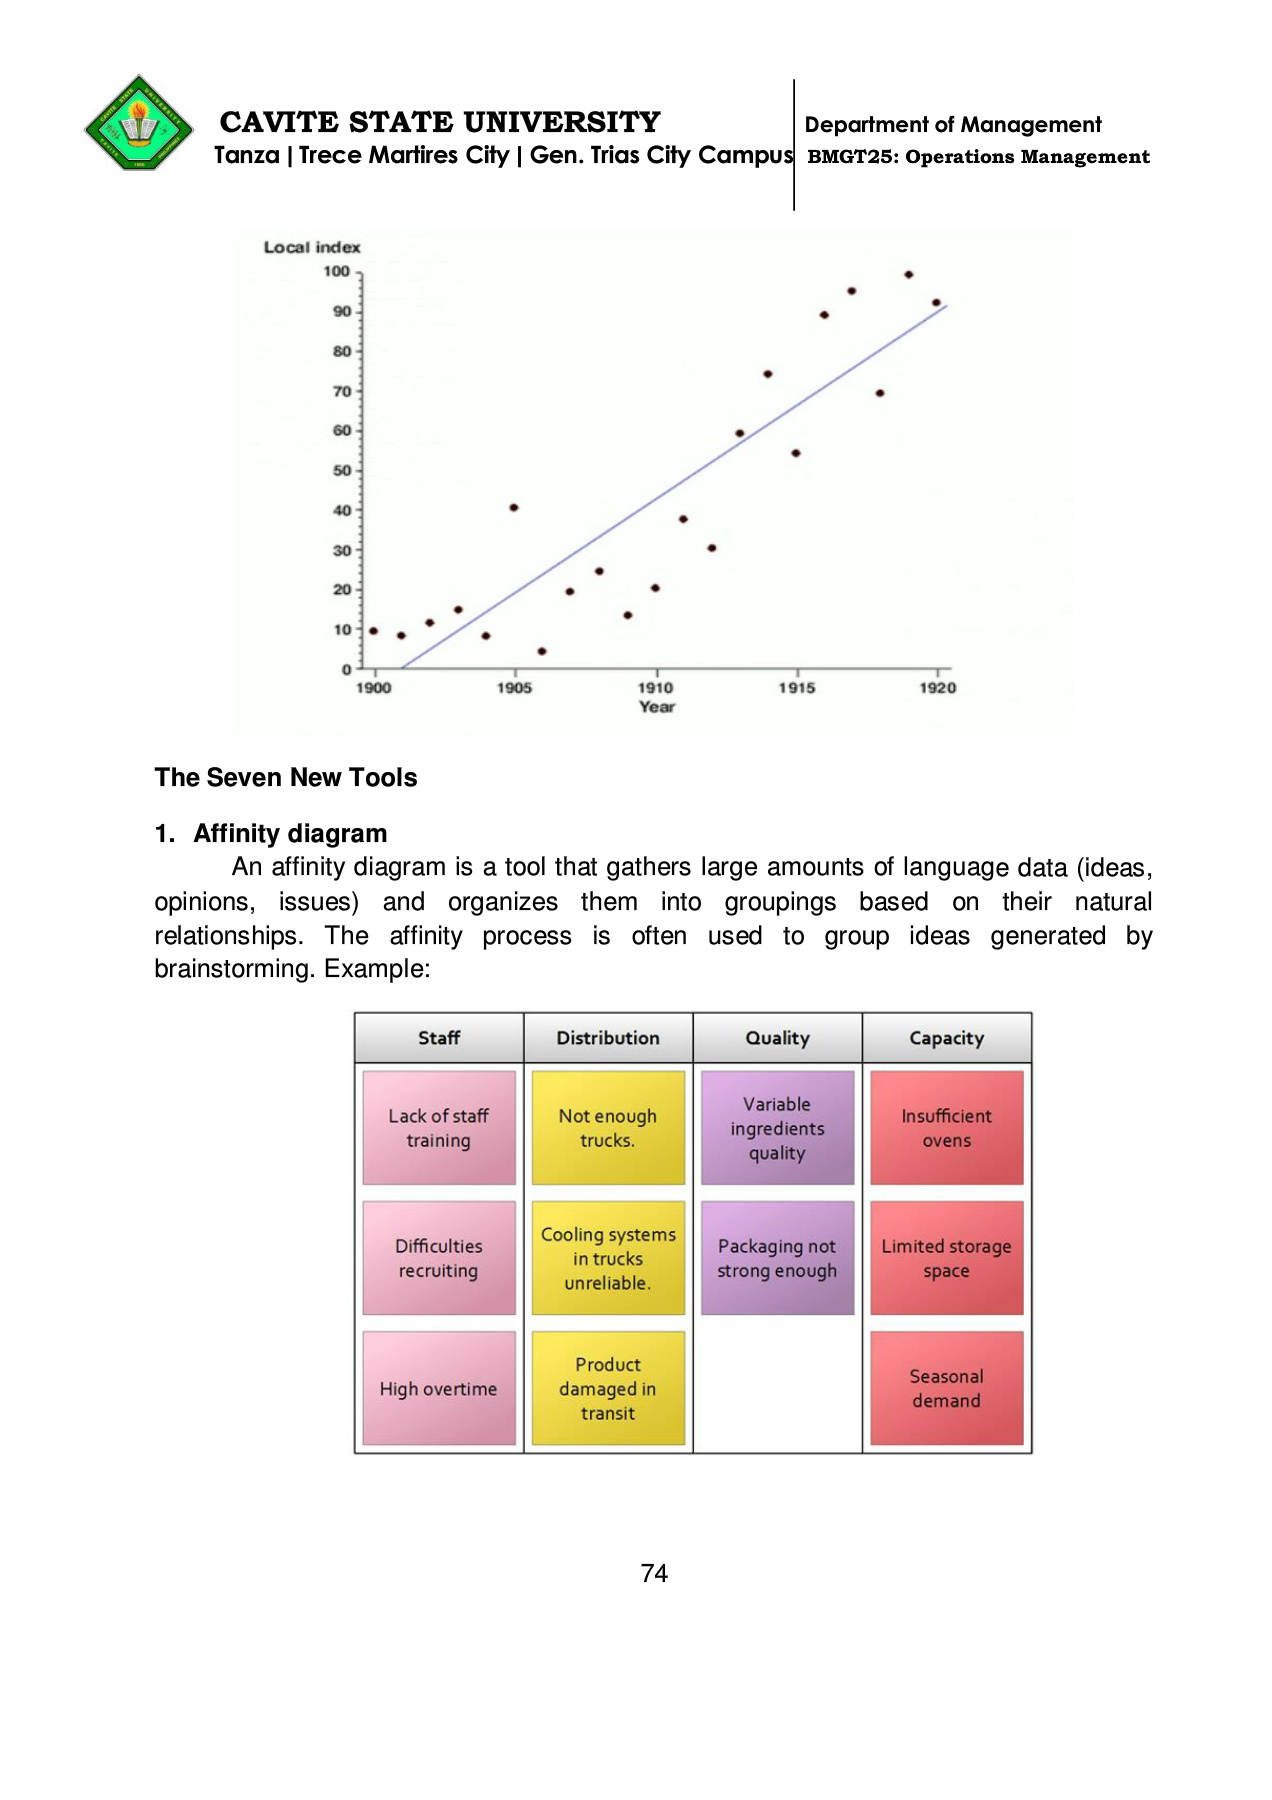 CAVITE STATE UNIVERSITY
Tanza | Trece Martires City | Gen. Trias City Campus
Department of Management
BMGT25: Operations Management
Local index
100
90
80
70
60
50
40
30
20
10
0
1900 1905 1910 1915 1920
Year
The Seven New Tools
1. Affinity diagram
An affinity diagram is a tool that gathers large amounts of language data (ideas,
opinions, issues) and organizes them into groupings based on their natural
relationships. The affinity process is often used to group ideas generated by
brainstorming. Example:
Staff Distribution Quality Capacity
Lack of staff
training
Not enough
trucks.
Variable
ingredients
quality
Insufficient
ovens
Difficulties
recruiting
Cooling systems
in trucks
unreliable.
Packaging not
strong enough
Limited storage
space
High overtime
Product
damaged in
transit
Seasonal
demand
74